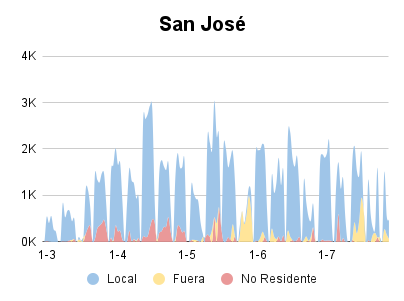 San José
4K
3K
2K
1K
0K
1-3 1-4 1-5 1-6 1-7
Local Fuera No Residente